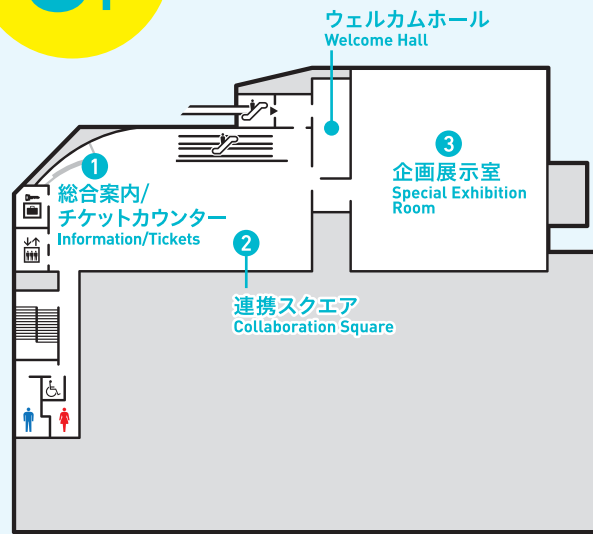 ウェルカムホール
Welcome Hall
1
総合案内/
チケットカウンター
Information/Tickets
2
連携スクエア
Collaboration Square
3
企画展示室
Special Exhibition
Room